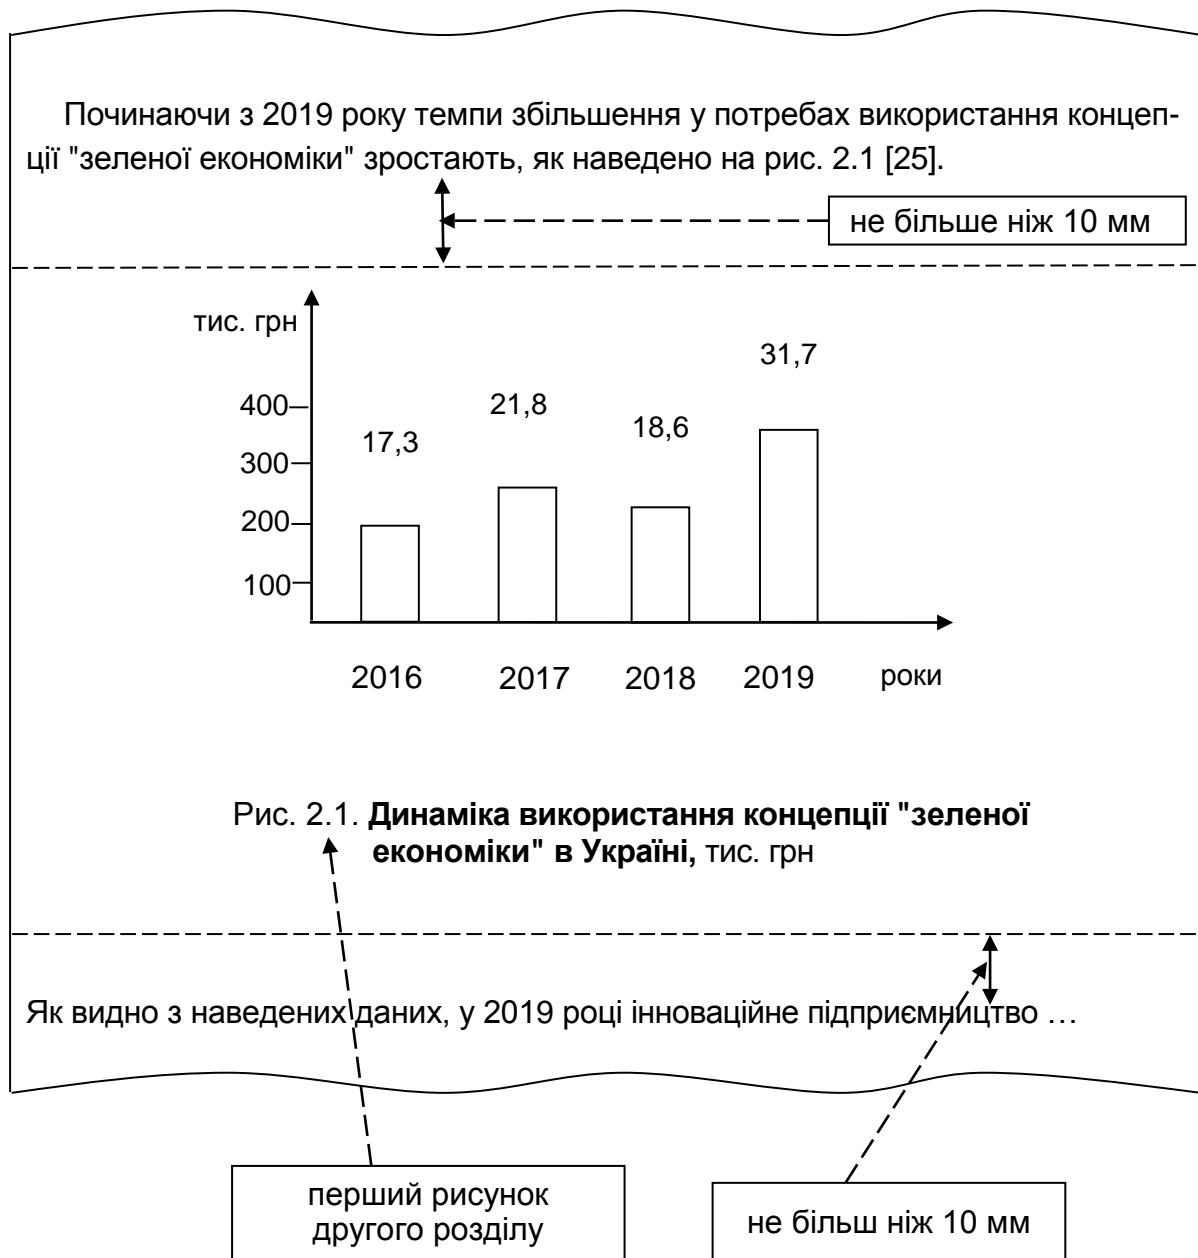 Починаючи з 2019 року темпи збільшення у потребах використання концеп-
ції "зеленої економіки" зростають, як наведено на рис. 2.1 [25].
не більше ніж 10 мм
тис. грн
31,7
400
21,8
18,6
17,3
300
200
100
2016 2017 2018 2019 роки
Рис. 2.1. Динаміка використання концепції "зеленої
економіки" в Україні, тис. грн
Як видно з наведених даних, у 2019 році інноваційне підприємництво …
перший рисунок
другого розділу
не більш ніж 10 мм